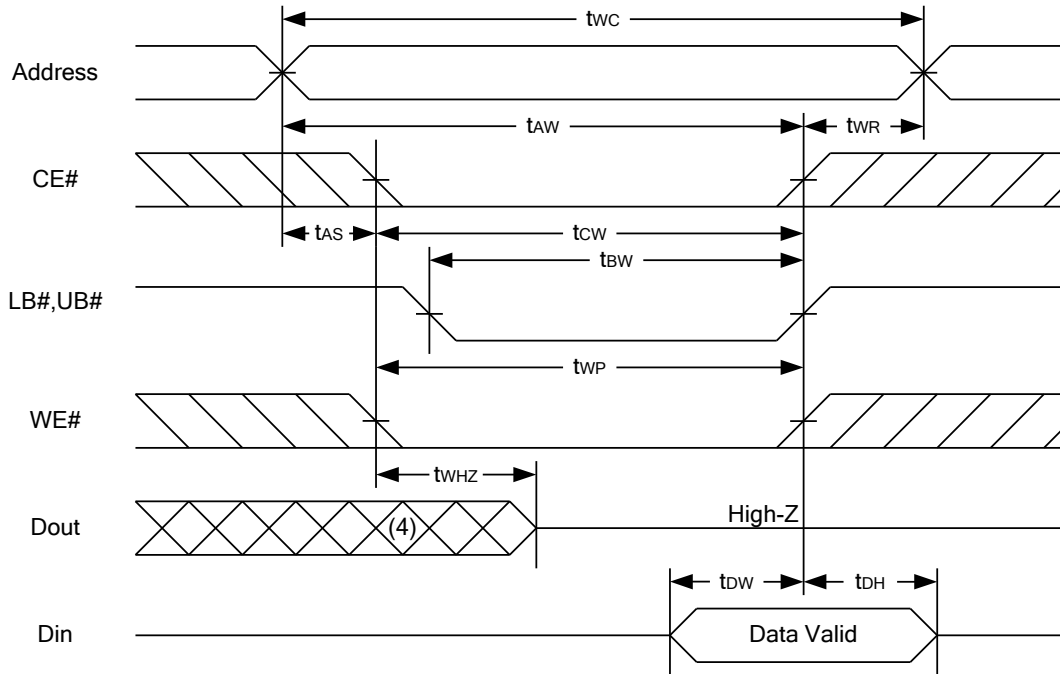 tWC
Address
tAW
tWR
CE#
tAS
tCW
tBW
LB#,UB#
tWP
WE#
tWHZ
Dout
(4)
High-Z
tDW
tDH
Din
Data Valid